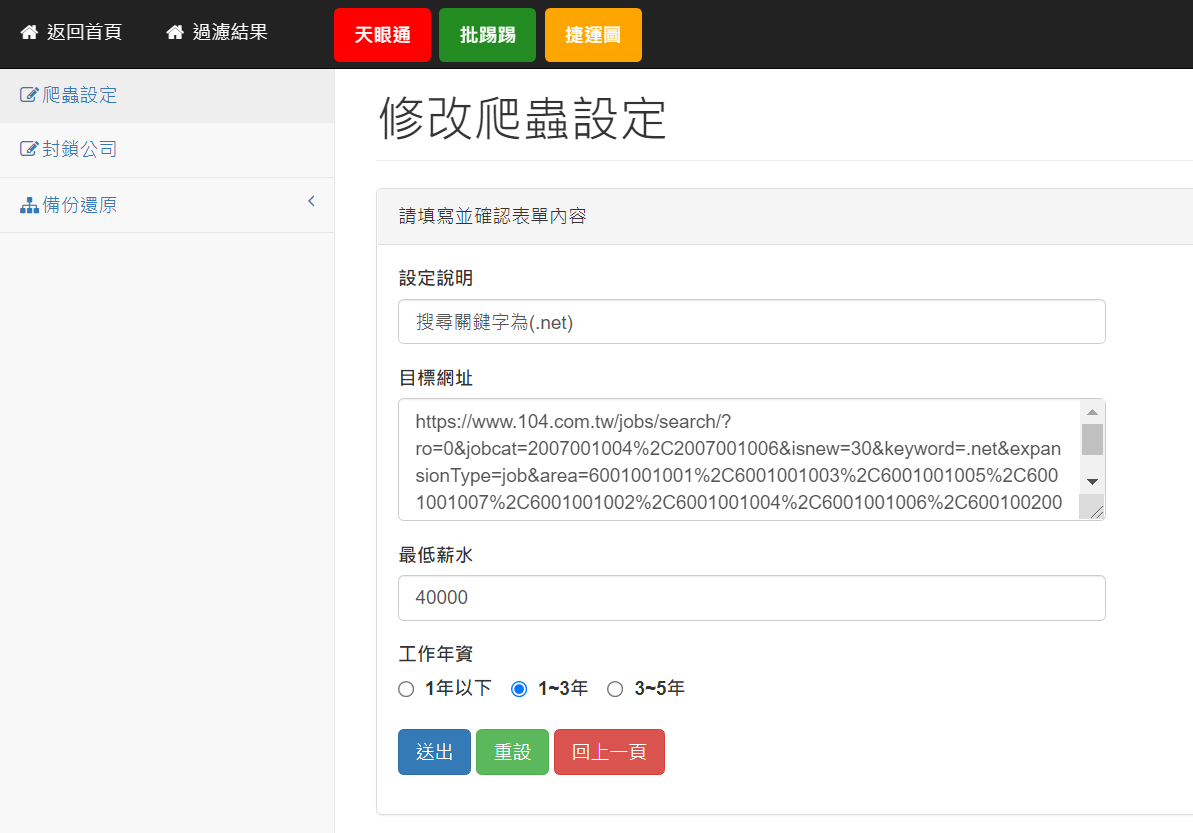 返回首頁 過濾結果 天眼通 批踢踢 捷運圖
爬蟲設定
封鎖公司
備份還原
修改爬蟲設定
請填寫並確認表單內容
設定說明
搜尋關鍵字為(.net)
目標網址
https://www.104.com.tw/jobs/search/?
ro=0&jobcat=2007001004%2C2007001006&isnew=30&keyword=.net&expan
sionType=job&area=6001001001%2C6001001003%2C6001001005%2C600
1001007%2C6001001002%2C6001001004%2C6001001006%2C600100200
最低薪水
40000
工作年資
1年以下 1~3年 3~5年
送出 重設 回上一頁